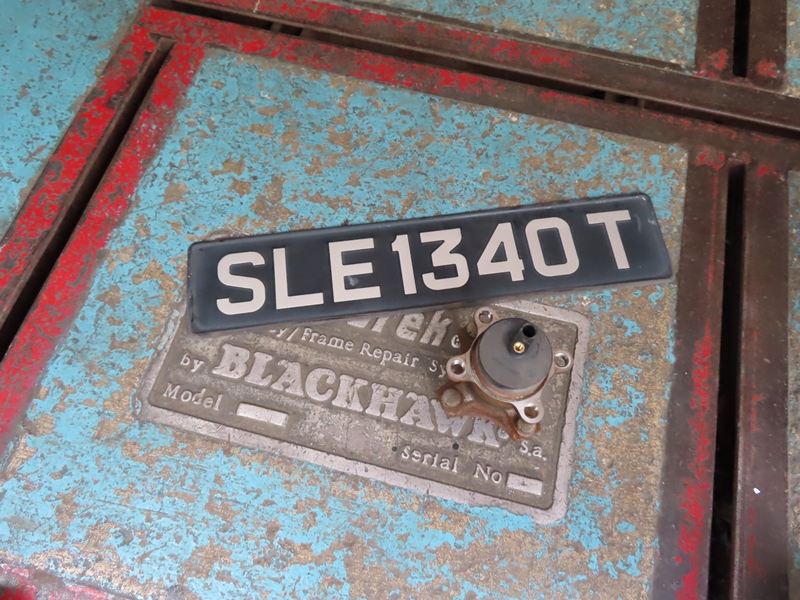 SLE1340T
/Frame Repair Sy
by BLACKHAWK
Model
s.a.
Serial No